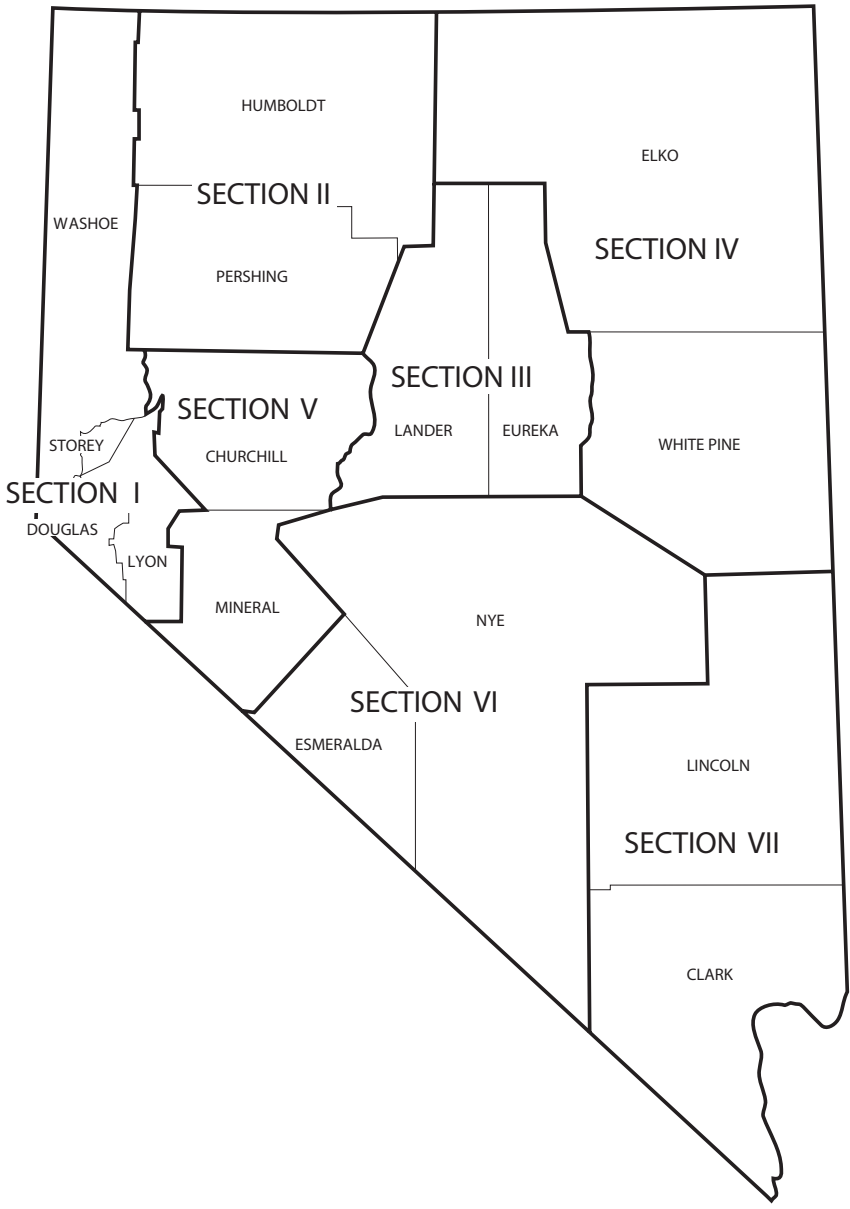 HUMBOLDT
ELKO
SECTION II
WASHOE
SECTION IV
PERSHING
SECTION III
SECTION V
LANDER
EUREKA
STOREY
WHITE PINE
CHURCHILL
SECTION I
DOUGLAS
LYON
MINERAL
NYE
SECTION VI
ESMERALDA
LINCOLN
SECTION VII
CLARK